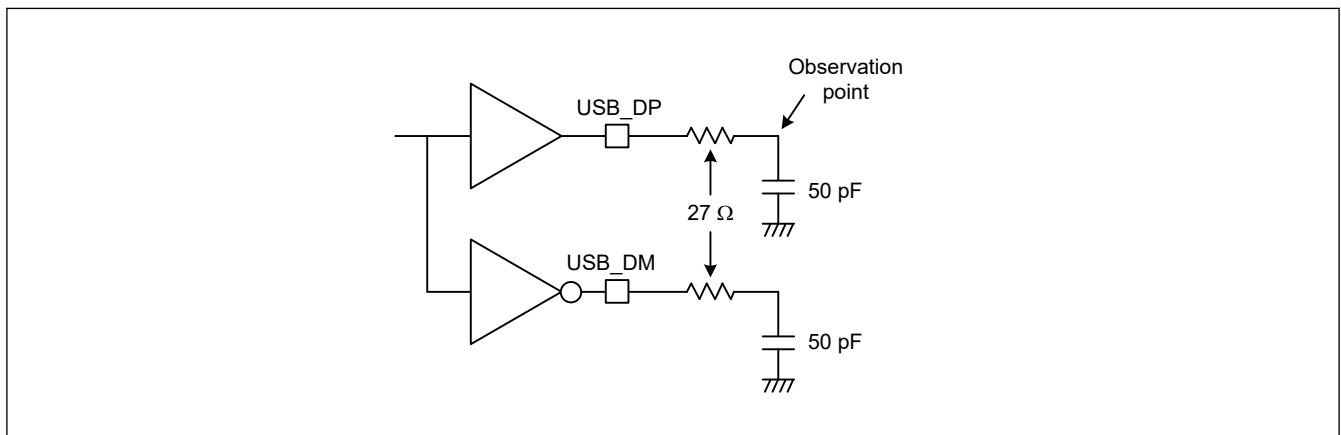 Observation
point
USB_DP
50 pF
27 Ω
USB_DM
50 pF